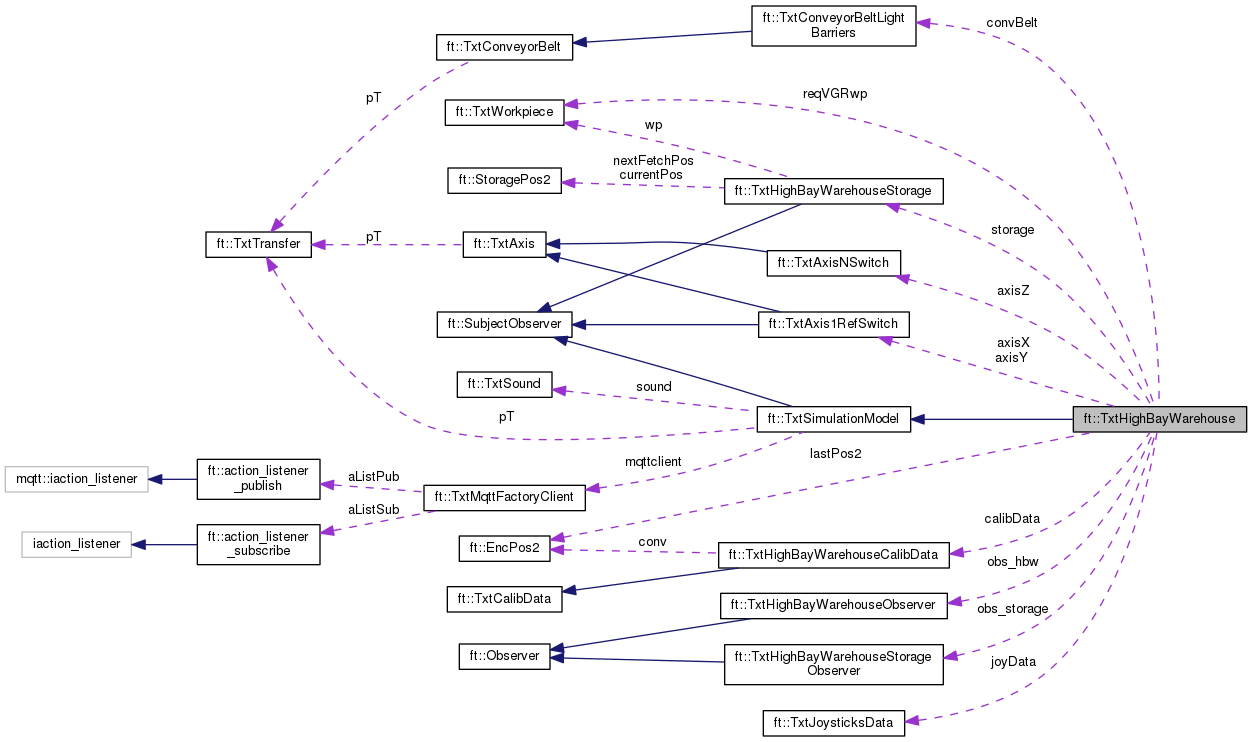 ft::TxtConveyorBeltLight
Barriers
convBelt
ft::TxtConveyorBelt
pT
reqVGRwp
ft::TxtWorkpiece
wp
nextFetchPos
currentPos
ft::StoragePos2
ft::TxtHighBayWarehouseStorage
storage
ft::TxtTransfer
pT
ft::TxtAxis
ft::TxtAxisNSwitch
axisZ
ft::SubjectObserver
ft::TxtAxis1RefSwitch
axisX
axisY
ft::TxtSound
sound
pT
ft::TxtSimulationModel
ft::TxtHighBayWarehouse
lastPos2
mqttclient
mqtt::iaction_listener
ft::action_listener
_publish
aListPub
ft::TxtMqttFactoryClient
aListSub
calibData
iaction_listener
ft::action_listener
_subscribe
ft::EncPos2
conv
ft::TxtHighBayWarehouseCalibData
obs_hbw
ft::TxtCalibData
ft::TxtHighBayWarehouseObserver
obs_storage
ft::Observer
ft::TxtHighBayWarehouseStorage
Observer
joyData
ft::TxtJoysticksData